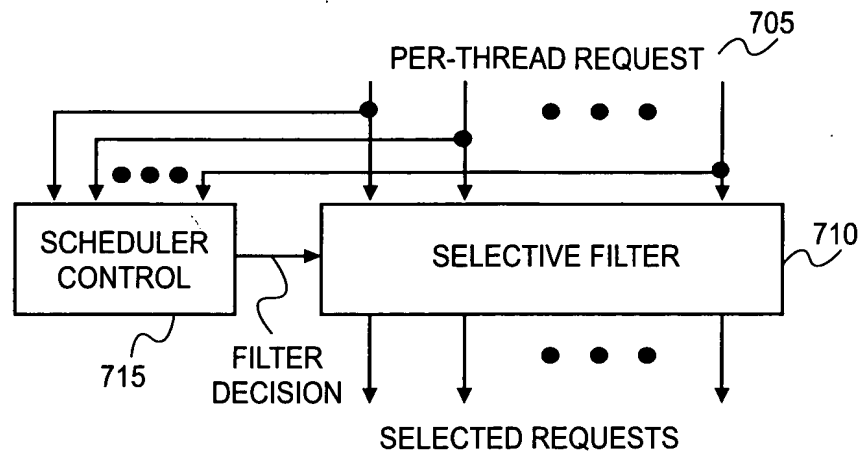 PER-THREAD REQUEST
705
SCHEDULER
CONTROL
SELECTIVE FILTER
710
715
FILTER
DECISION
SELECTED REQUESTS